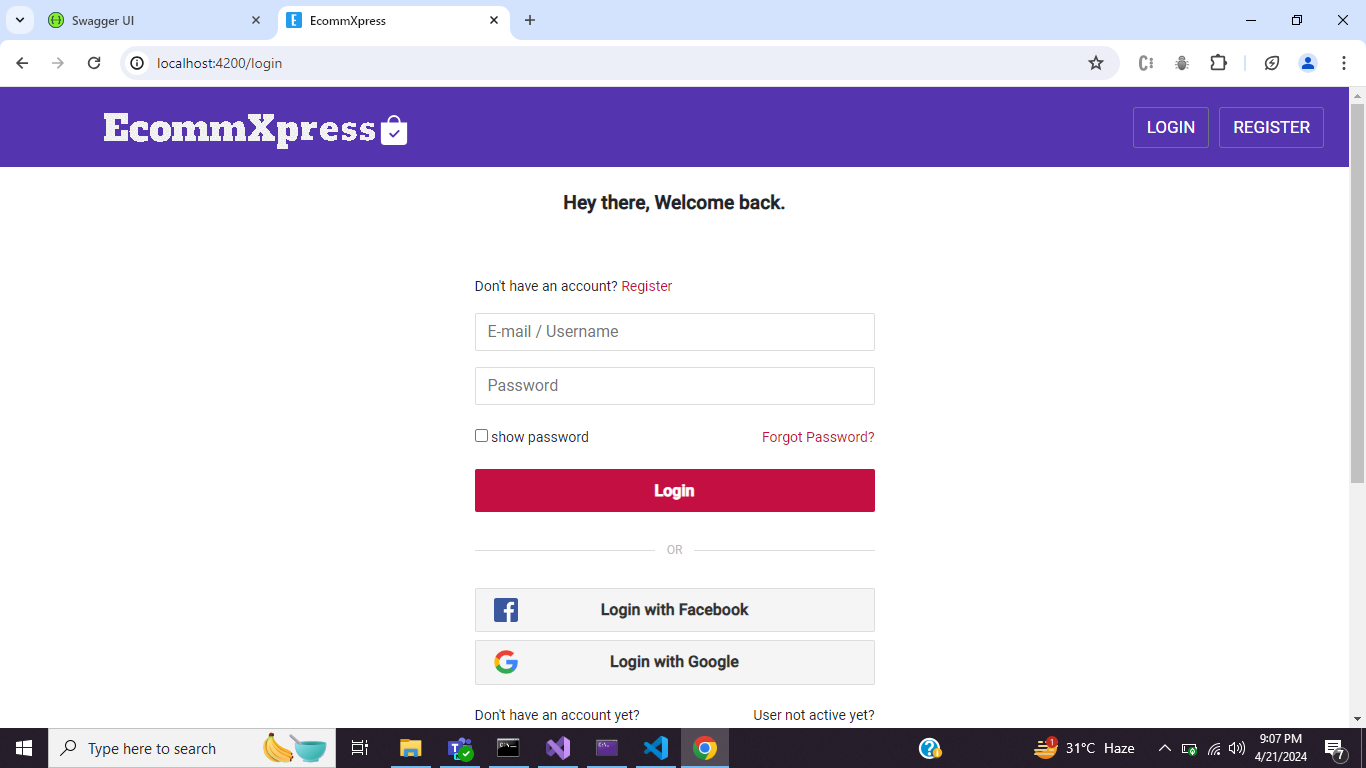 Swagger UI
EcommXpress
localhost:4200/login
EcommXpress
LOGIN
REGISTER
Hey there, Welcome back.
Don't have an account? Register
E-mail / Username
Password
show password
Forgot Password?
Login
OR
Login with Facebook
Login with Google
Don't have an account yet?
User not active yet?
Type here to search
1
31°C Haze
9:07 PM
4/21/2024
7